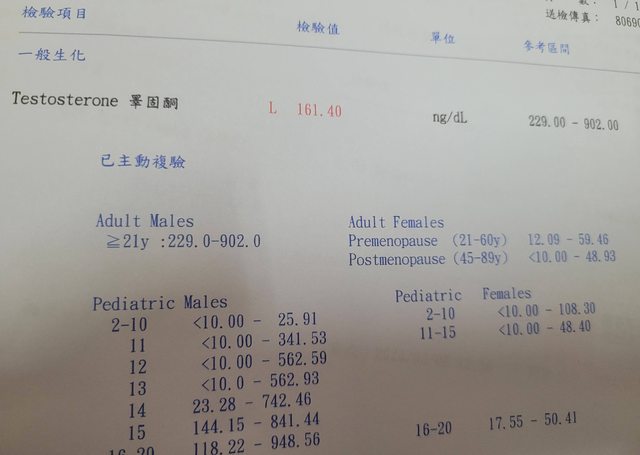 數： 1 / 1
送檢傳真： 80690
檢驗項目 檢驗值 單位 參考區間
一般生化
Testosterone 睪固酮 L 161.40 ng/dL 229.00 - 902.00
已主動複驗
Adult Males
≧21y :229.0-902.0
Adult Females
Premenopause (21-60y) 12.09 - 59.46
Postmenopause (45-89y) <10.00 - 48.93
Pediatric Males
2-10 <10.00 - 25.91
11 <10.00 - 341.53
12 <10.00 - 562.59
13 <10.0 - 562.93
14 23.28 - 742.46
15 144.15 - 841.44
16-20 118.22 - 948.56
Pediatric Females
2-10 <10.00 - 108.30
11-15 <10.00 - 48.40
16-20 17.55 - 50.41